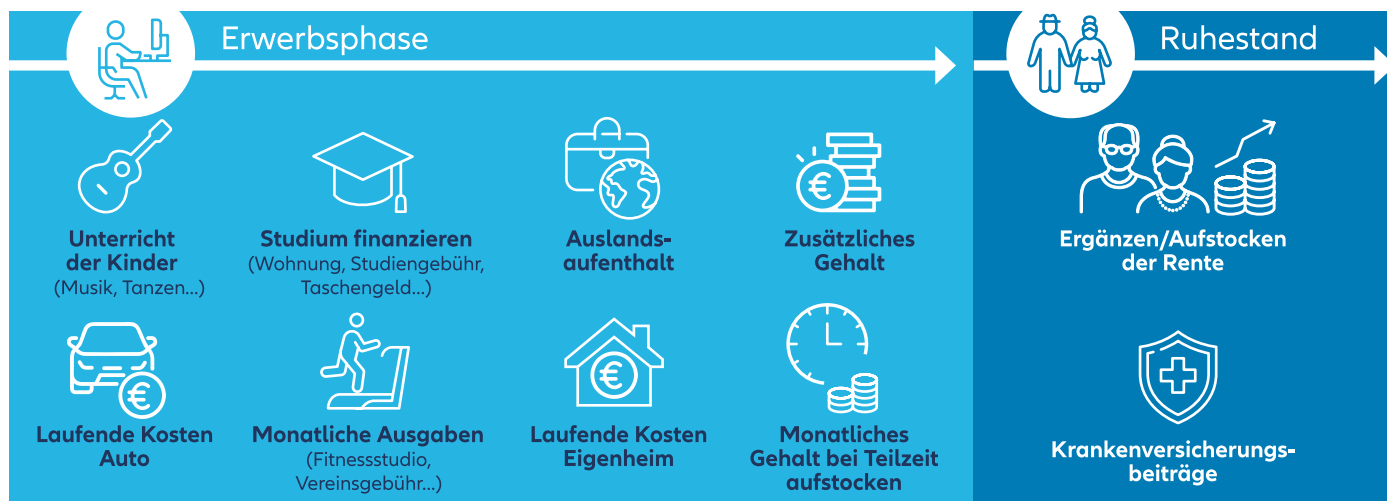 Erwerbsphase
Ruhestand
Unterricht
der Kinder
(Musik, Tanzen...)
Studium finanzieren
(Wohnung, Studiengebühr,
Taschengeld...)
Auslands-
aufenthalt
Zusätzliches
Gehalt
Ergänzen/Aufstocken
der Rente
Laufende Kosten
Auto
Monatliche Ausgaben
(Fitnessstudio,
Vereinsgebühr...)
Laufende Kosten
Eigenheim
Monatliches
Gehalt bei Teilzeit
aufstocken
Krankenversicherungs-
beiträge